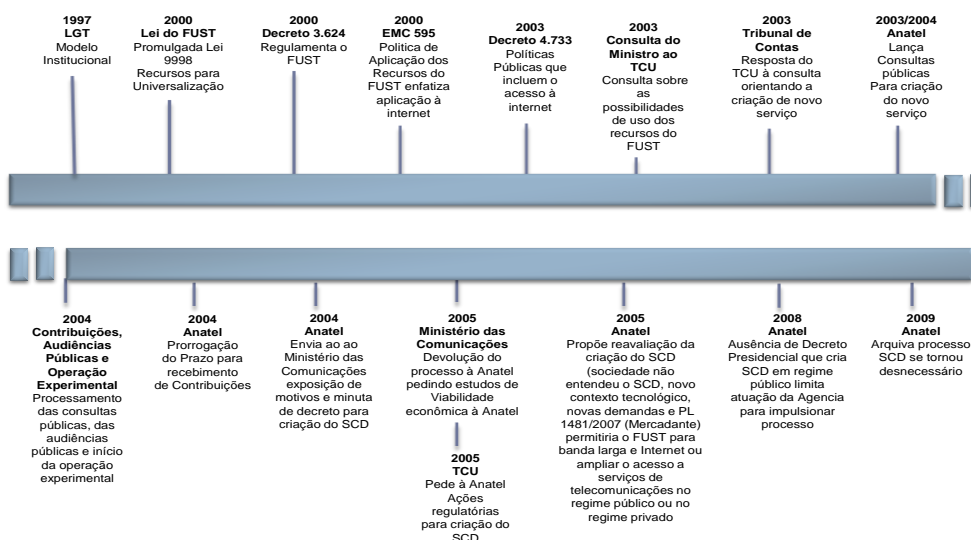 1997
LGT
Modelo
Institucional
2000
Lei do FUST
Promulgada Lei
9998
Recursos para
Universalização
2000
Decreto 3.624
Regulamenta o
FUST
2000
EMC 595
Politica de
Aplicação dos
Recursos do
FUST enfatiza
aplicação à
internet
2003
Decreto 4.733
Políticas
Públicas que
incluem o
acesso à
internet
2003
Consulta do
Ministro ao
TCU
Consulta sobre
as
possibilidades
de uso dos
recursos do
FUST
2003
Tribunal de
Contas
Resposta do
TCU à consulta
orientando a
criação de novo
serviço
2003/2004
Anatel
Lança
Consultas
públicas
Para criação
do novo
serviço
2004
Contribuições,
Audiências
Públicas e
Operação
Experimental
Processamento
das consultas
públicas, das
audiências
públicas e início
da operação
experimental
2004
Anatel
Prorrogação
do Prazo para
recebimento
de Contribuições
2004
Anatel
Envia ao ao
Ministério das
Comunicações
exposição de
motivos e minuta
de decreto para
criação do SCD
2005
Ministério das
Comunicações
Devolução do
processo à Anatel
pedindo estudos de
Viabilidade
econômica à Anatel
2005
TCU
Pede à Anatel
Ações
regulatórias
para criação do
SCD
2005
Anatel
Propõe reavaliação da
criação do SCD
(sociedade não
entendeu o SCD, novo
contexto tecnológico,
novas demandas e PL
1481/2007 (Mercadante)
permitiria o FUST para
banda larga e Internet ou
ampliar o acesso a
serviços de
telecomunicações no
regime público ou no
regime privado
2008
Anatel
Ausência de Decreto
Presidencial que cria
SCD em regime
público limita
atuação da Agencia
para impulsionar
processo
2009
Anatel
Arquiva processo
SCD se tornou
desnecessário